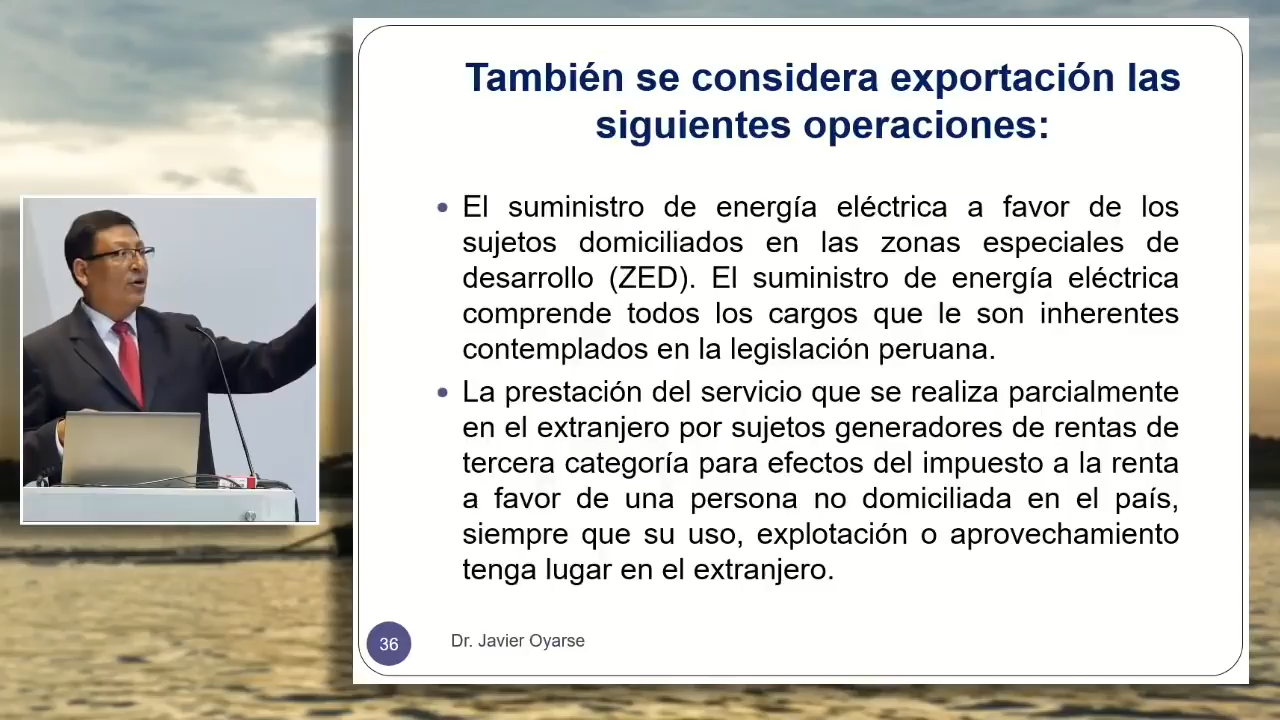 También se considera exportación las
siguientes operaciones:
• El suministro de energía eléctrica a favor de los
sujetos domiciliados en las zonas especiales de
desarrollo (ZED). El suministro de energía eléctrica
comprende todos los cargos que le son inherentes
contemplados en la legislación peruana.
• La prestación del servicio que se realiza parcialmente
en el extranjero por sujetos generadores de rentas de
tercera categoría para efectos del impuesto a la renta
a favor de una persona no domiciliada en el país,
siempre que su uso, explotación o aprovechamiento
tenga lugar en el extranjero.
36
Dr. Javier Oyarse